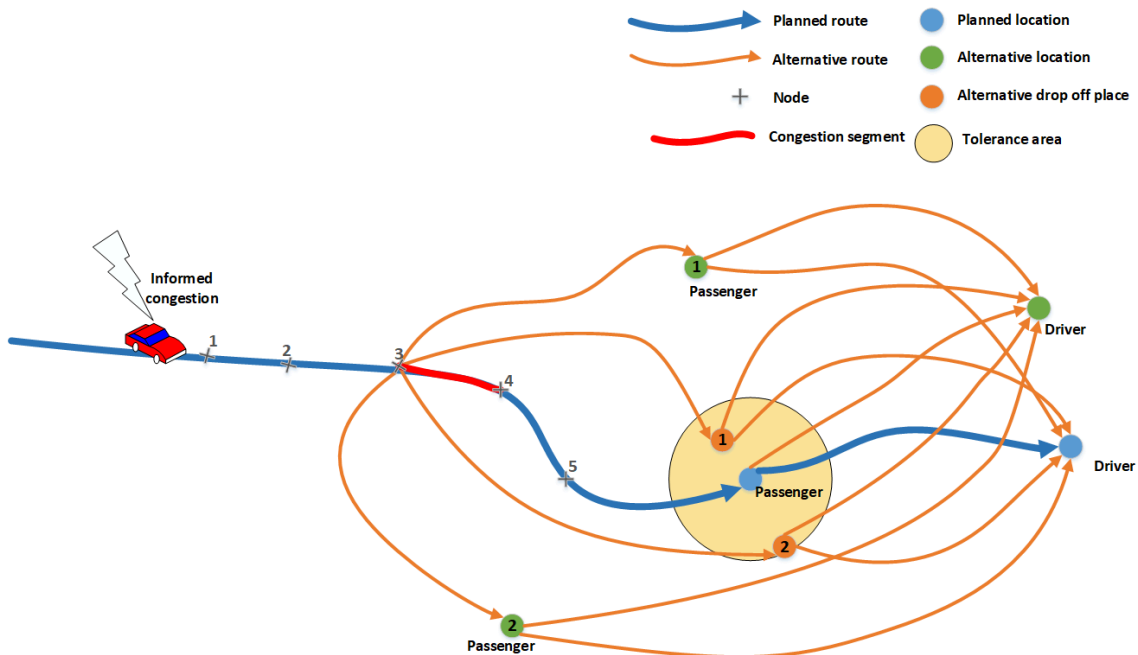 Planned route
Planned location
Alternative route
Alternative location
Node
Alternative drop off place
Congestion segment
Tolerance area
Informed
congestion
1
2
3
4
5
1
Passenger
Driver
1
Passenger
Driver
2
2
Passenger